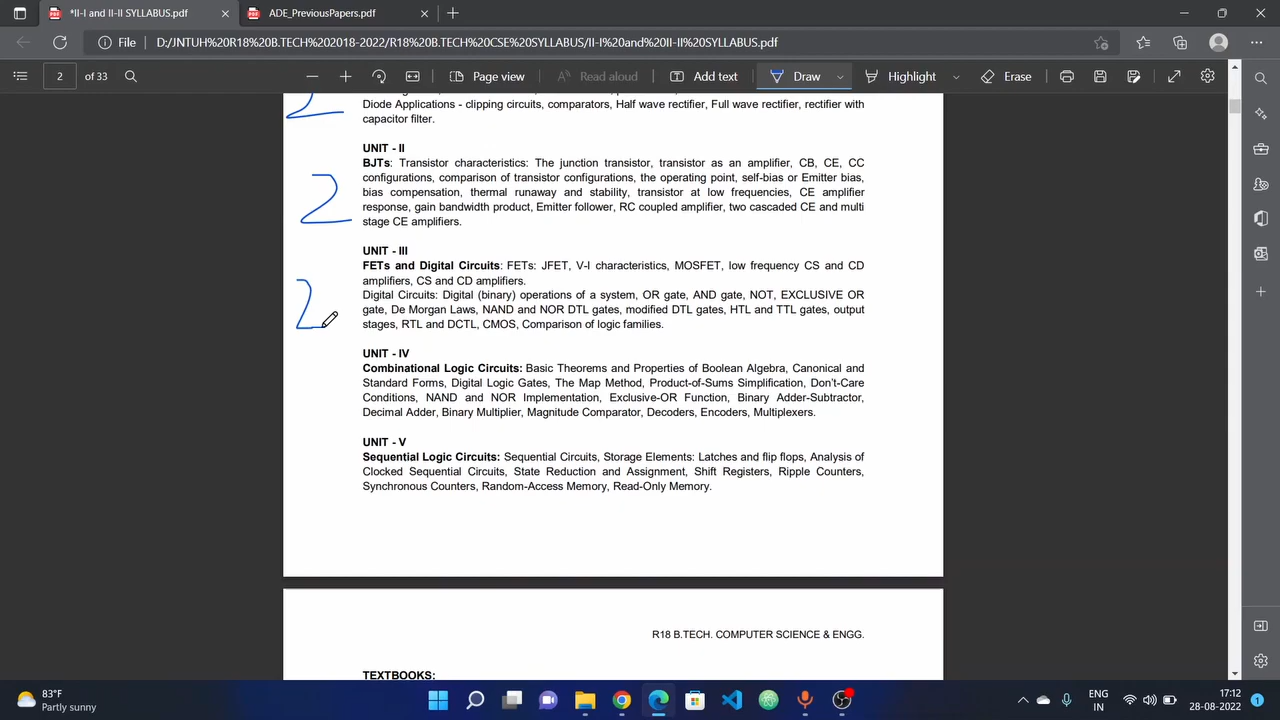 *II-I and II-II SYLLABUS.pdf
ADE_PreviousPapers.pdf
File D:/JNTUH%20R18%20B.TECH%202018-2022/R18%20B.TECH%20CSE%20SYLLABUS/II-I%20and%20II-II%20SYLLABUS.pdf
2 of 33
Page view
Read aloud
Add text
Draw
Highlight
Erase
Diode Applications - clipping circuits, comparators, Half wave rectifier, Full wave rectifier, rectifier with
capacitor filter.
2
UNIT - II
BJTs: Transistor characteristics: The junction transistor, transistor as an amplifier, CB, CE, CC
configurations, comparison of transistor configurations, the operating point, self-bias or Emitter bias,
bias compensation, thermal runaway and stability, transistor at low frequencies, CE amplifier
response, gain bandwidth product, Emitter follower, RC coupled amplifier, two cascaded CE and multi
stage CE amplifiers.
2
UNIT - III
FETs and Digital Circuits: FETs: JFET, V-I characteristics, MOSFET, low frequency CS and CD
amplifiers, CS and CD amplifiers.
Digital Circuits: Digital (binary) operations of a system, OR gate, AND gate, NOT, EXCLUSIVE OR
gate, De Morgan Laws, NAND and NOR DTL gates, modified DTL gates, HTL and TTL gates, output
stages, RTL and DCTL, CMOS, Comparison of logic families.
2
UNIT - IV
Combinational Logic Circuits: Basic Theorems and Properties of Boolean Algebra, Canonical and
Standard Forms, Digital Logic Gates, The Map Method, Product-of-Sums Simplification, Don't-Care
Conditions, NAND and NOR Implementation, Exclusive-OR Function, Binary Adder-Subtractor,
Decimal Adder, Binary Multiplier, Magnitude Comparator, Decoders, Encoders, Multiplexers.
UNIT - V
Sequential Logic Circuits: Sequential Circuits, Storage Elements: Latches and flip flops, Analysis of
Clocked Sequential Circuits, State Reduction and Assignment, Shift Registers, Ripple Counters,
Synchronous Counters, Random-Access Memory, Read-Only Memory.
R18 B.TECH. COMPUTER SCIENCE & ENGG.
TEXTBOOKS:
83°F
Partly sunny
ENG
IN
17:12
28-08-2022
1